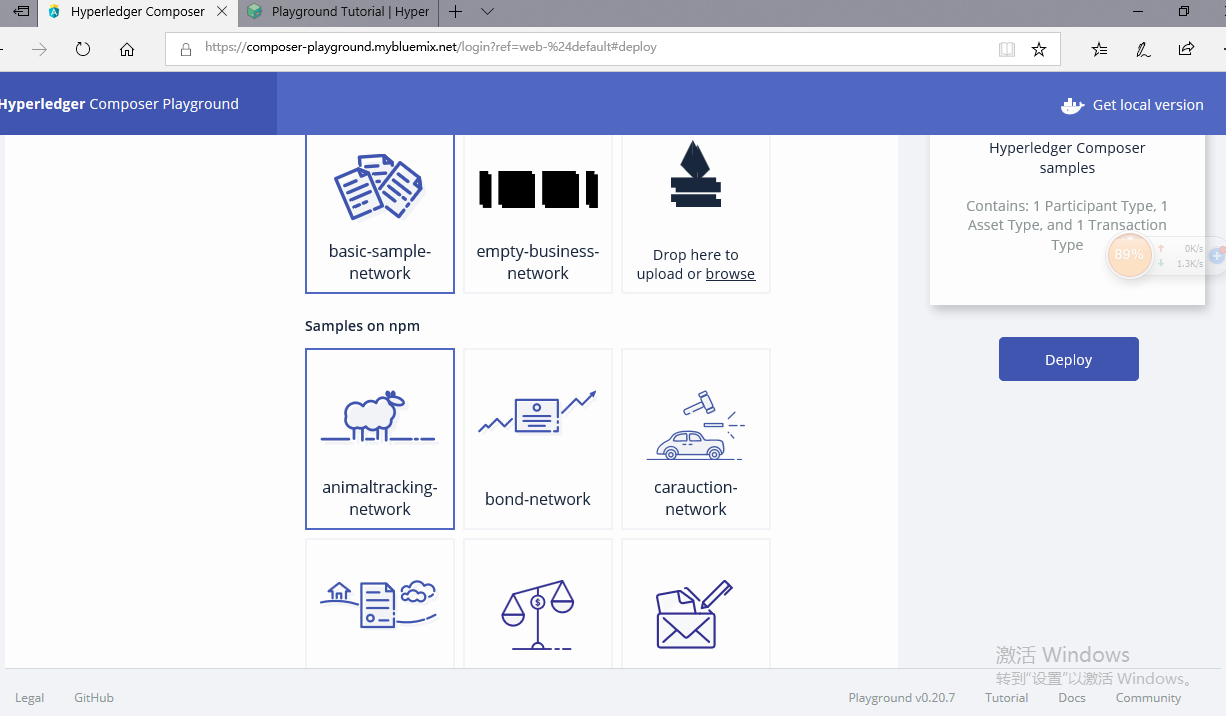 Hyperledger Composer
Playground Tutorial | Hyper
https://composer-playground.mybluemix.net/login?ref=web-%24default#deploy
Hyperledger Composer Playground
Get local version
basic-sample-
network
empty-business-
network
Drop here to
upload or browse
Hyperledger Composer
samples
Contains: 1 Participant Type, 1
Asset Type, and 1 Transaction
Type
89%
0K/s
1.3K/s
Deploy
Samples on npm
animaltracking-
network
bond-network
carauction-
network
激活 Windows
转到"设置"以激活 Windows。
Legal
GitHub
Playground v0.20.7
Tutorial
Docs
Community